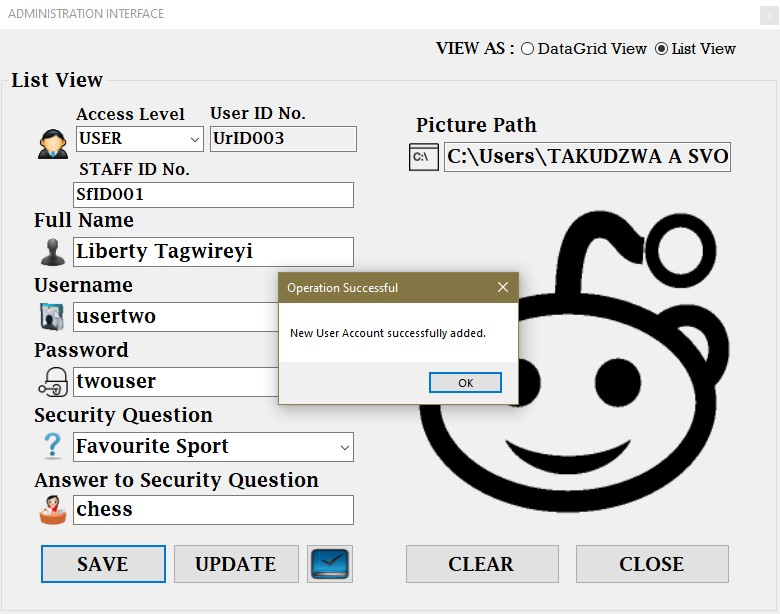 ADMINISTRATION INTERFACE
VIEW AS : DataGrid View List View
List View
Access Level User ID No.
USER UrID003
STAFF ID No.
SfID001
Full Name
Liberty Tagwireyi
Username
usertwo
Password
twouser
Security Question
Favourite Sport
Answer to Security Question
chess
Picture Path
C:\
C:\Users\TAKUDZWA A SVO
Operation Successful
New User Account successfully added.
OK
SAVE UPDATE CLEAR CLOSE